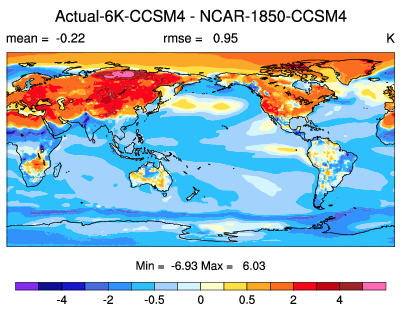 Actual-6K-CCSM4 - NCAR-1850-CCSM4
mean = -0.22 rmse = 0.95 K
Min = -6.93 Max = 6.03
-4 -2 -0.5 0 0.5 2 4